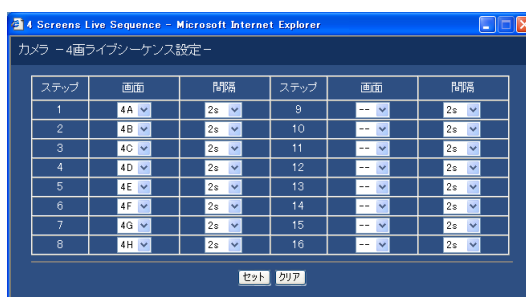 4 Screens Live Sequence - Microsoft Internet Explorer
カメラ －4画ライブシーケンス設定－
ステップ 画面 間隔 ステップ 画面 間隔
1 4A 2s 9 -- 2s
2 4B 2s 10 -- 2s
3 4C 2s 11 -- 2s
4 4D 2s 12 -- 2s
5 4E 2s 13 -- 2s
6 4F 2s 14 -- 2s
7 4G 2s 15 -- 2s
8 4H 2s 16 -- 2s
セット クリア